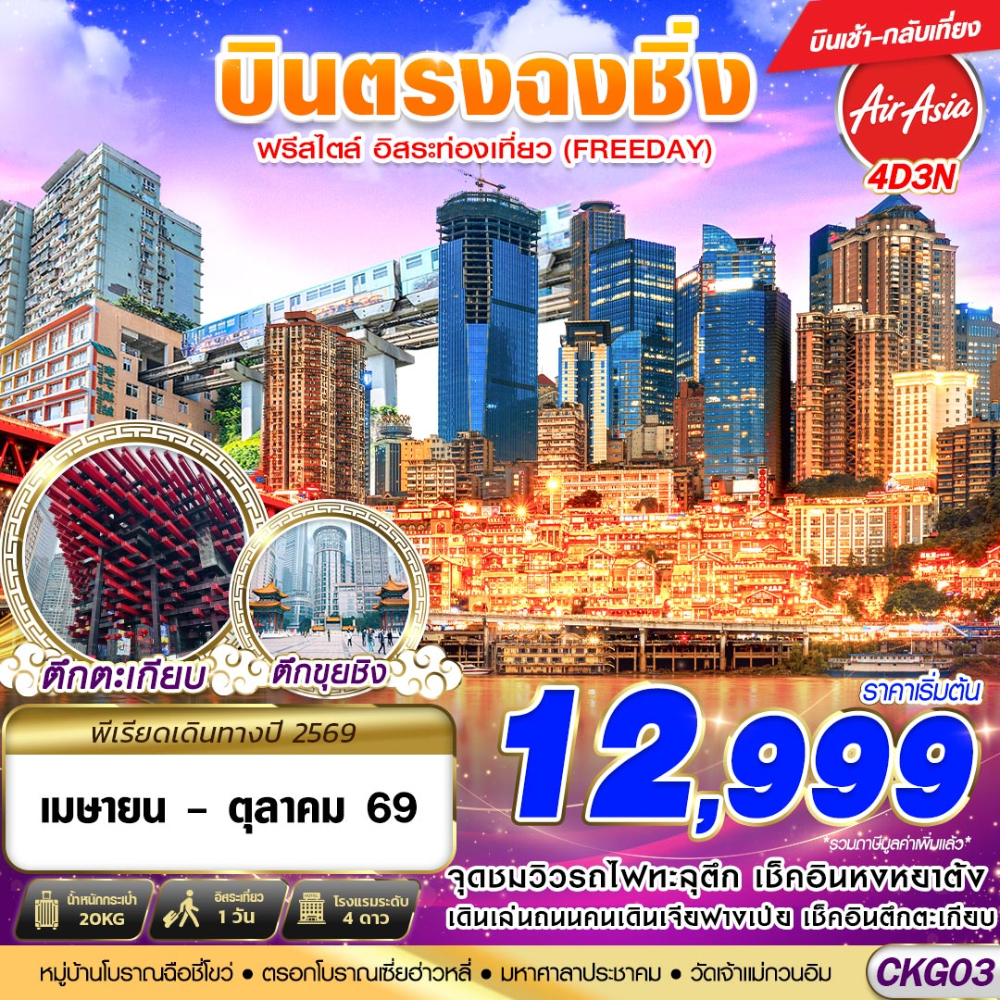 บินเช้า-กลับเที่ยง
AirAsia
4D3N
บินตรงฉงชิ่ง
ฟรีสไตล์ อิสระท่องเที่ยว (FREEDAY)
ตึกตะเกียบ
ตึกขุยชิง
พีเรียดเดินทางปี 2569
เมษายน - ตุลาคม 69
ราคาเริ่มต้น
12,999
*รวมภาษีมูลค่าเพิ่มแล้ว*
น้ำหนักกระเป๋า
20KG
อิสระเที่ยว
1 วัน
โรงแรมระดับ
4 ดาว
จุดชมวิวรถไฟทะลุตึก เช็คอินหงหยาต้ง
เดินเล่นถนนคนเดินเจียฟางเป่ย เช็คอินตึกตะเกียบ
หมู่บ้านโบราณฉือชี่โขว่ • ตรอกโบราณเซี่ยฮ่าวหลี่ • มหาศาลาประชาคม • วัดเจ้าแม่กวนอิม
CKG03